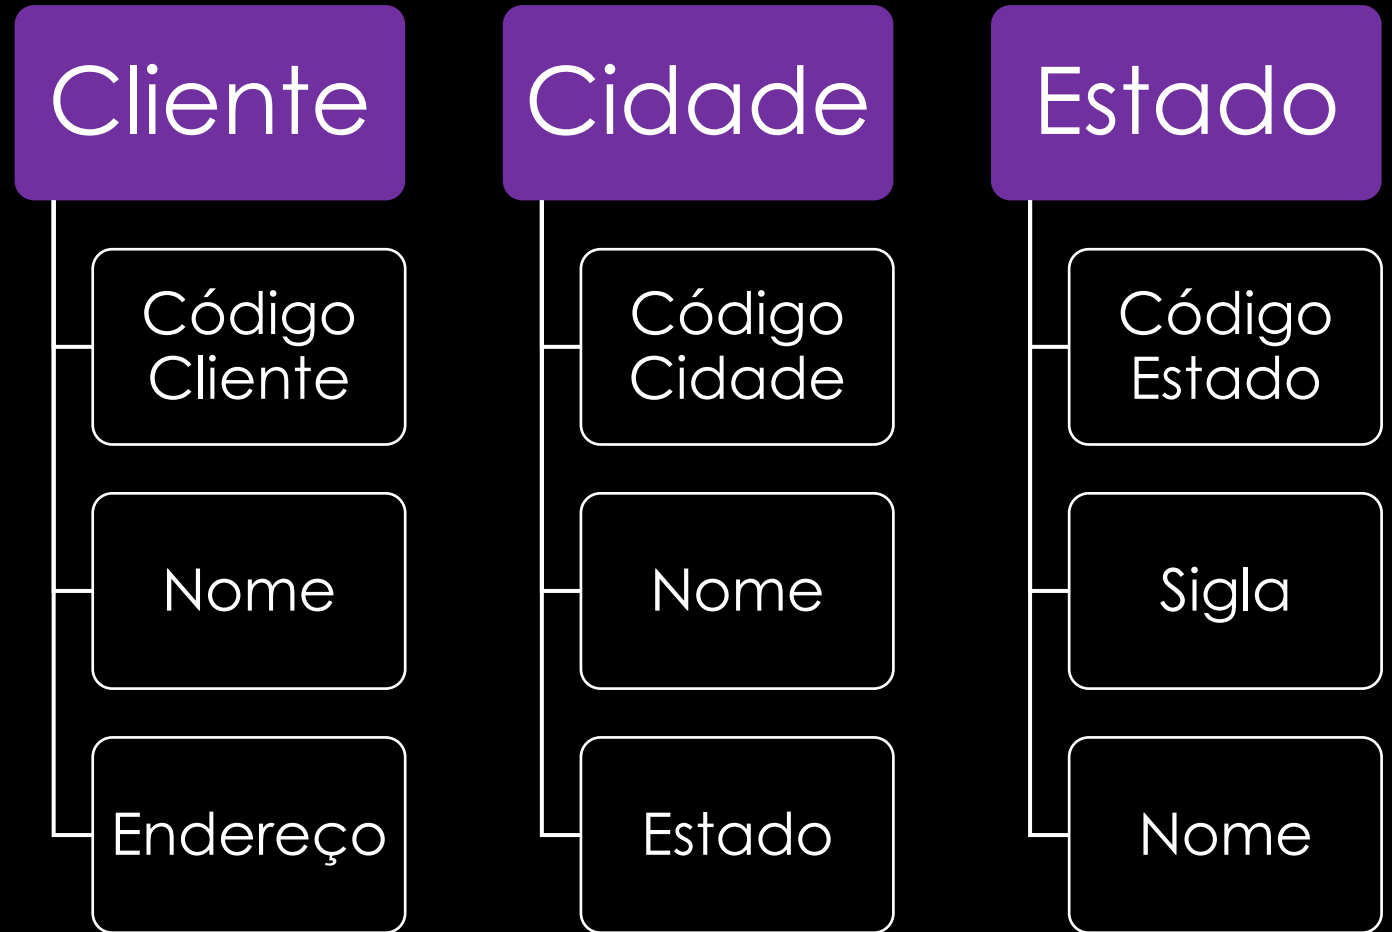 Cliente
Código
Cliente
Nome
Endereço
Cidade
Código
Cidade
Nome
Estado
Estado
Código
Estado
Sigla
Nome